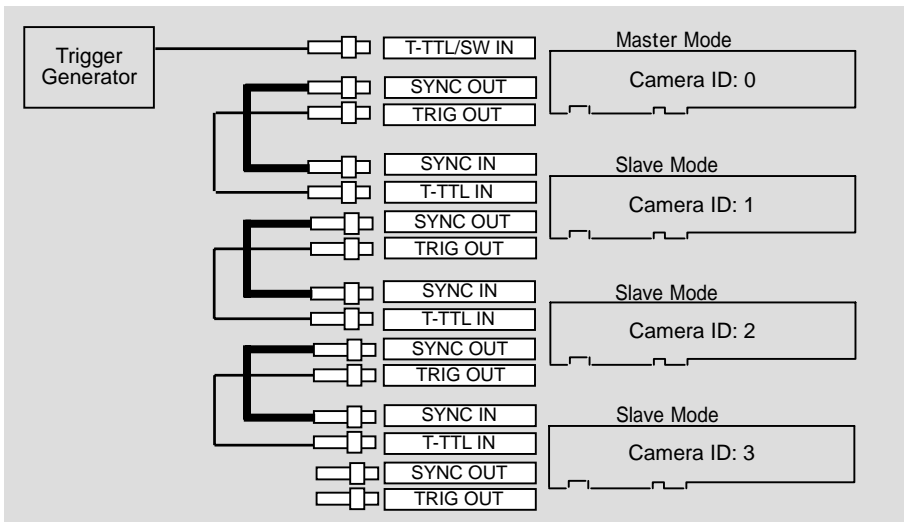 Trigger
Generator
T-TTL/SW IN
SYNC OUT
TRIG OUT
Master Mode
Camera ID: 0
SYNC IN
T-TTL IN
SYNC OUT
TRIG OUT
Slave Mode
Camera ID: 1
SYNC IN
T-TTL IN
SYNC OUT
TRIG OUT
Slave Mode
Camera ID: 2
SYNC IN
T-TTL IN
SYNC OUT
TRIG OUT
Slave Mode
Camera ID: 3